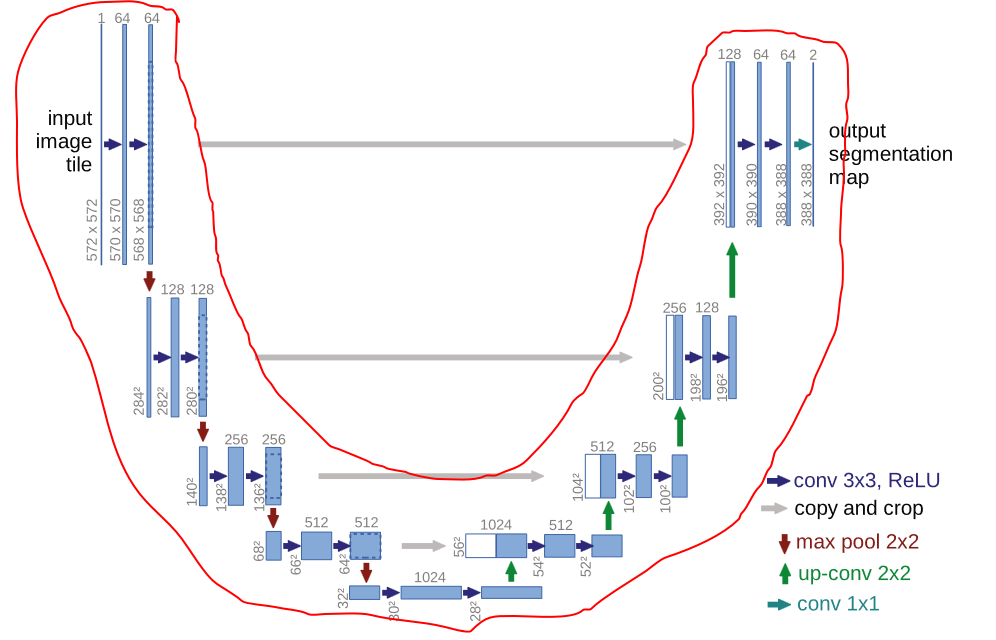 1 64 64
128 64 64 2
input
image
tile
output
segmentation
map
572 x 572
570 x 570
568 x 568
392 x 392
390 x 390
388 x 388
388 x 388
128 128
256 128
284²
282²
280²
200²
198²
196²
256 256
512 256
140²
138²
136²
104²
102²
100²
512 512
1024 512
68²
66²
64²
56²
54²
52²
1024
32²
30²
28²
conv 3x3, ReLU
copy and crop
max pool 2x2
up-conv 2x2
conv 1x1